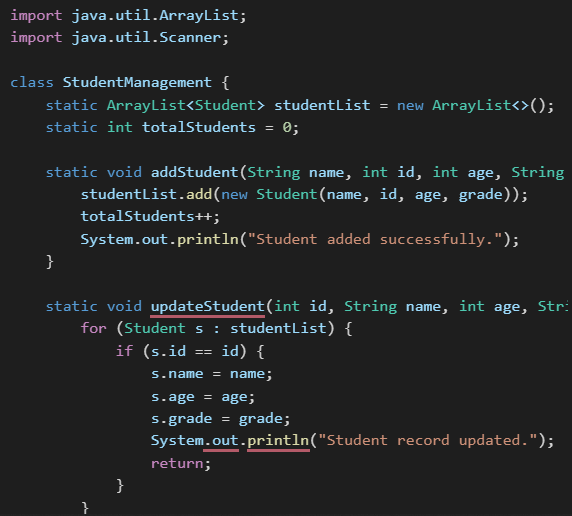 import java.util.ArrayList;
import java.util.Scanner;
class StudentManagement {
static ArrayList<Student> studentList = new ArrayList<>();
static int totalStudents = 0;
static void addStudent(String name, int id, int age, String
studentList.add(new Student(name, id, age, grade));
totalStudents++;
System.out.println("Student added successfully.");
}
static void updateStudent(int id, String name, int age, Stri
for (Student s : studentList) {
if (s.id == id) {
s.name = name;
s.age = age;
s.grade = grade;
System.out.println("Student record updated.");
return;
}
}